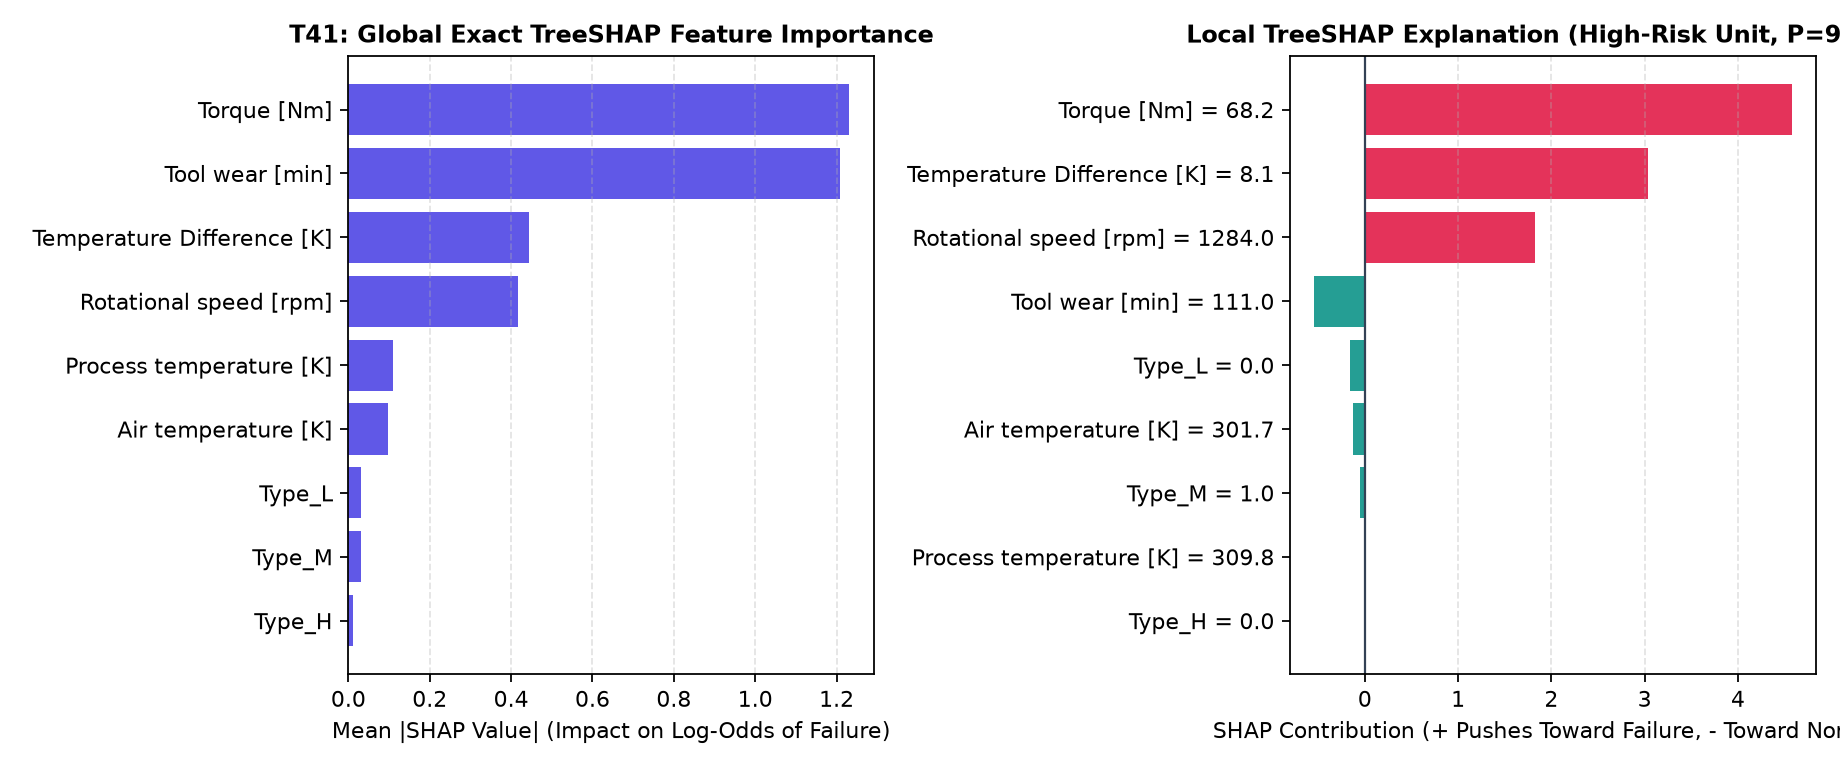 T41: Global Exact TreeSHAP Feature Importance
Torque [Nm]
Tool wear [min]
Temperature Difference [K]
Rotational speed [rpm]
Process temperature [K]
Air temperature [K]
Type_L
Type_M
Type_H
0.0 0.2 0.4 0.6 0.8 1.0 1.2
Mean |SHAP Value| (Impact on Log-Odds of Failure)
Local TreeSHAP Explanation (High-Risk Unit, P=9
Torque [Nm] = 68.2
Temperature Difference [K] = 8.1
Rotational speed [rpm] = 1284.0
Tool wear [min] = 111.0
Type_L = 0.0
Air temperature [K] = 301.7
Type_M = 1.0
Process temperature [K] = 309.8
Type_H = 0.0
0 1 2 3 4
SHAP Contribution (+ Pushes Toward Failure, - Toward Nor